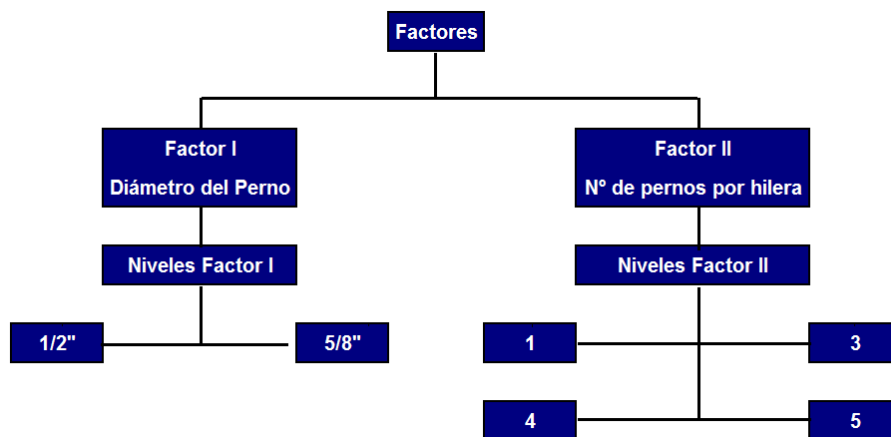 Factores
Factor I
Diámetro del Perno
Factor II
Nº de pernos por hilera
Niveles Factor I
Niveles Factor II
1/2"
5/8"
1
3
4
5